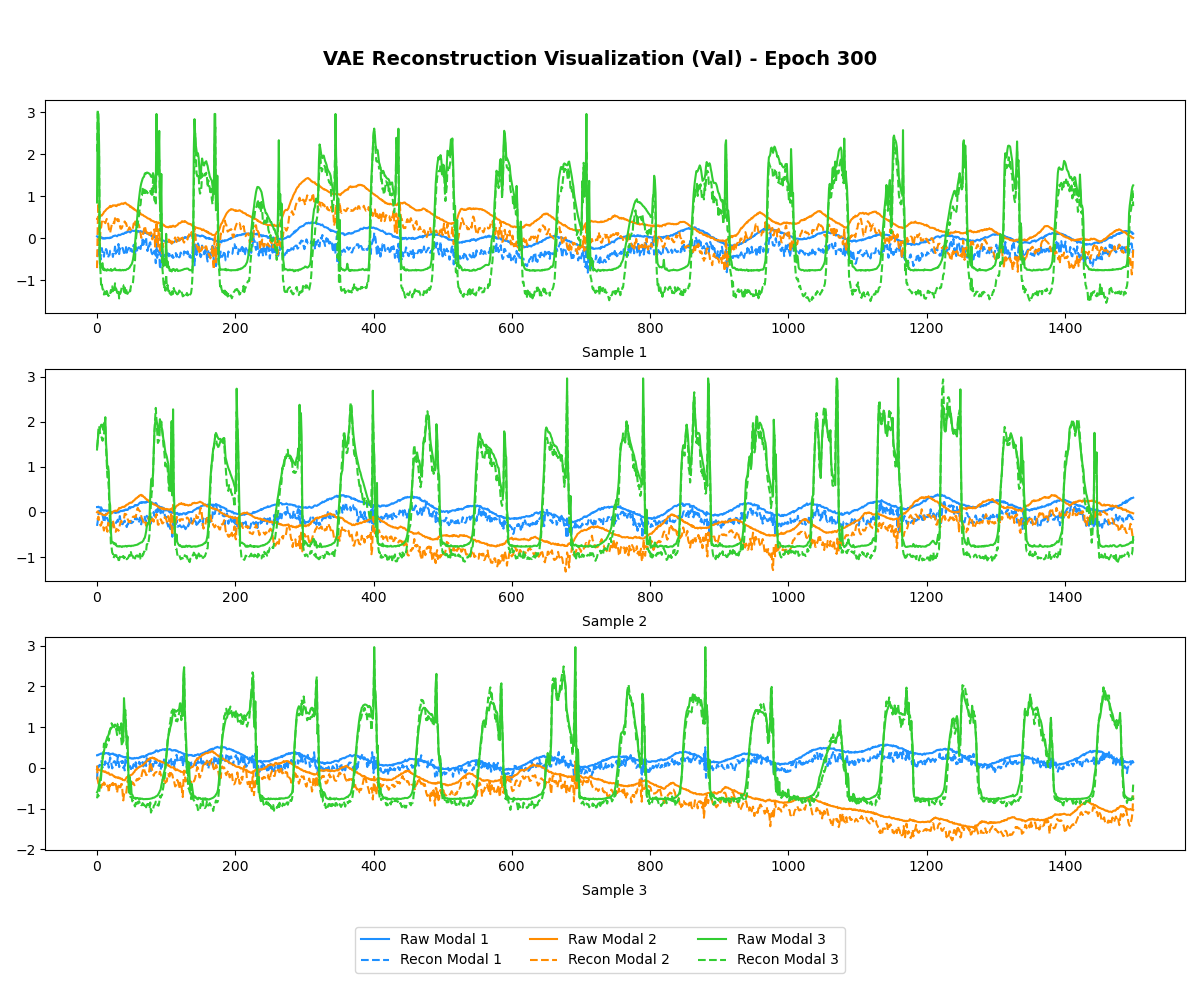 VAE Reconstruction Visualization (Val) - Epoch 300
3
2
1
0
−1
0 200 400 600 800 1000 1200 1400
Sample 1
3
2
1
0
−1
0 200 400 600 800 1000 1200 1400
Sample 2
3
2
1
0
−1
−2
0 200 400 600 800 1000 1200 1400
Sample 3
Raw Modal 1 Raw Modal 2 Raw Modal 3
Recon Modal 1 Recon Modal 2 Recon Modal 3